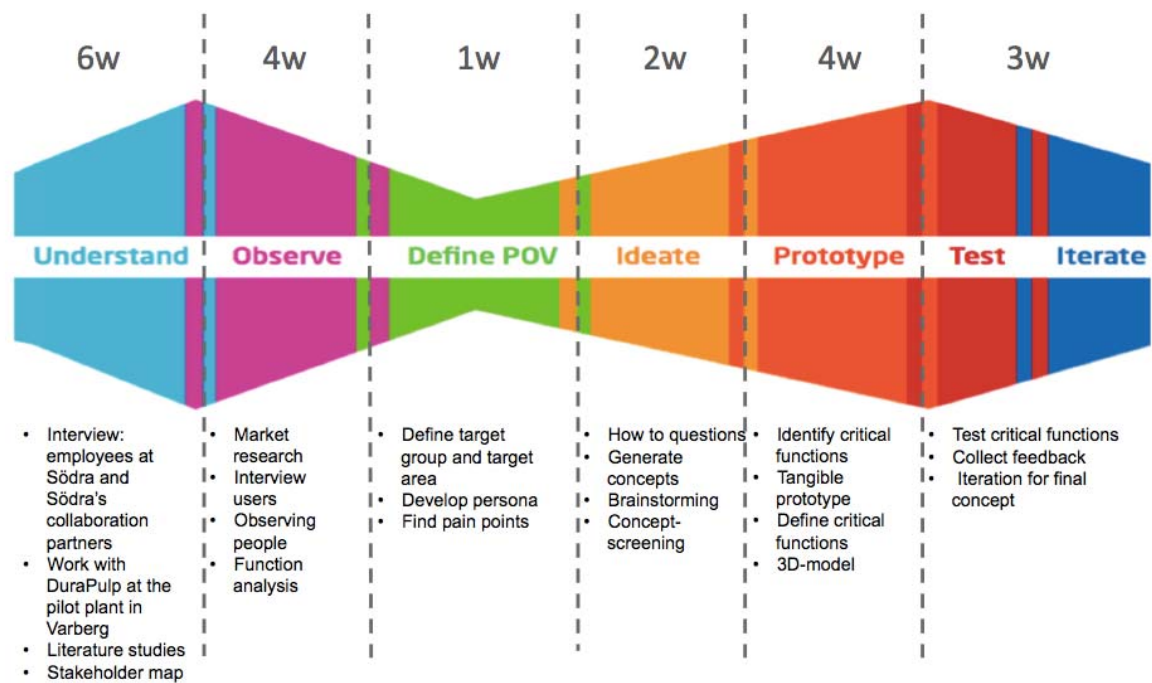 6w
4w
1w
2w
4w
3w
Understand
Observe
Define POV
Ideate
Prototype
Test
Iterate
• Interview:
employees at
Södra and
Södra's
collaboration
partners
• Work with
DuraPulp at the
pilot plant in
Varberg
• Literature studies
• Stakeholder map
• Market
research
• Interview
users
• Observing
people
• Function
analysis
• Define target
group and target
area
• Develop persona
• Find pain points
• How to questions
• Generate
concepts
• Brainstorming
• Concept-
screening
• Identify critical
functions
• Tangible
prototype
• Define critical
functions
• 3D-model
• Test critical functions
• Collect feedback
• Iteration for final
concept